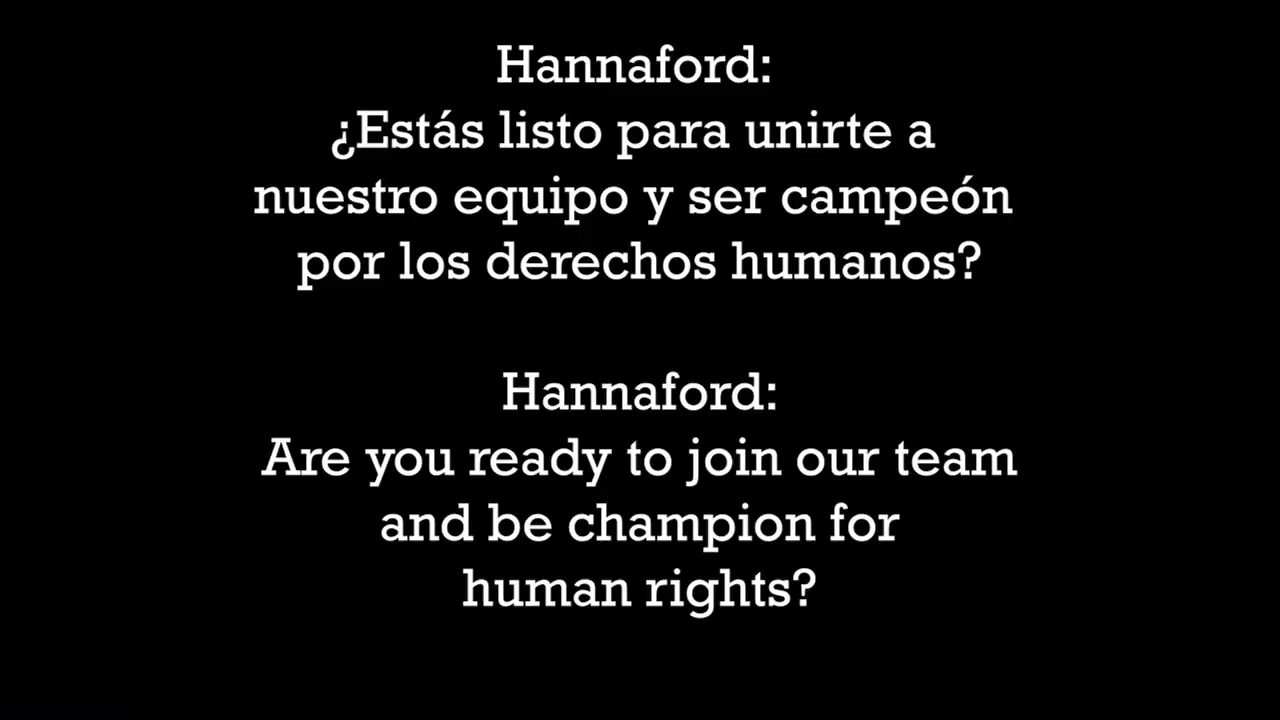 Hannaford:
¿Estás listo para unirte a
nuestro equipo y ser campeón
por los derechos humanos?
Hannaford:
Are you ready to join our team
and be champion for
human rights?